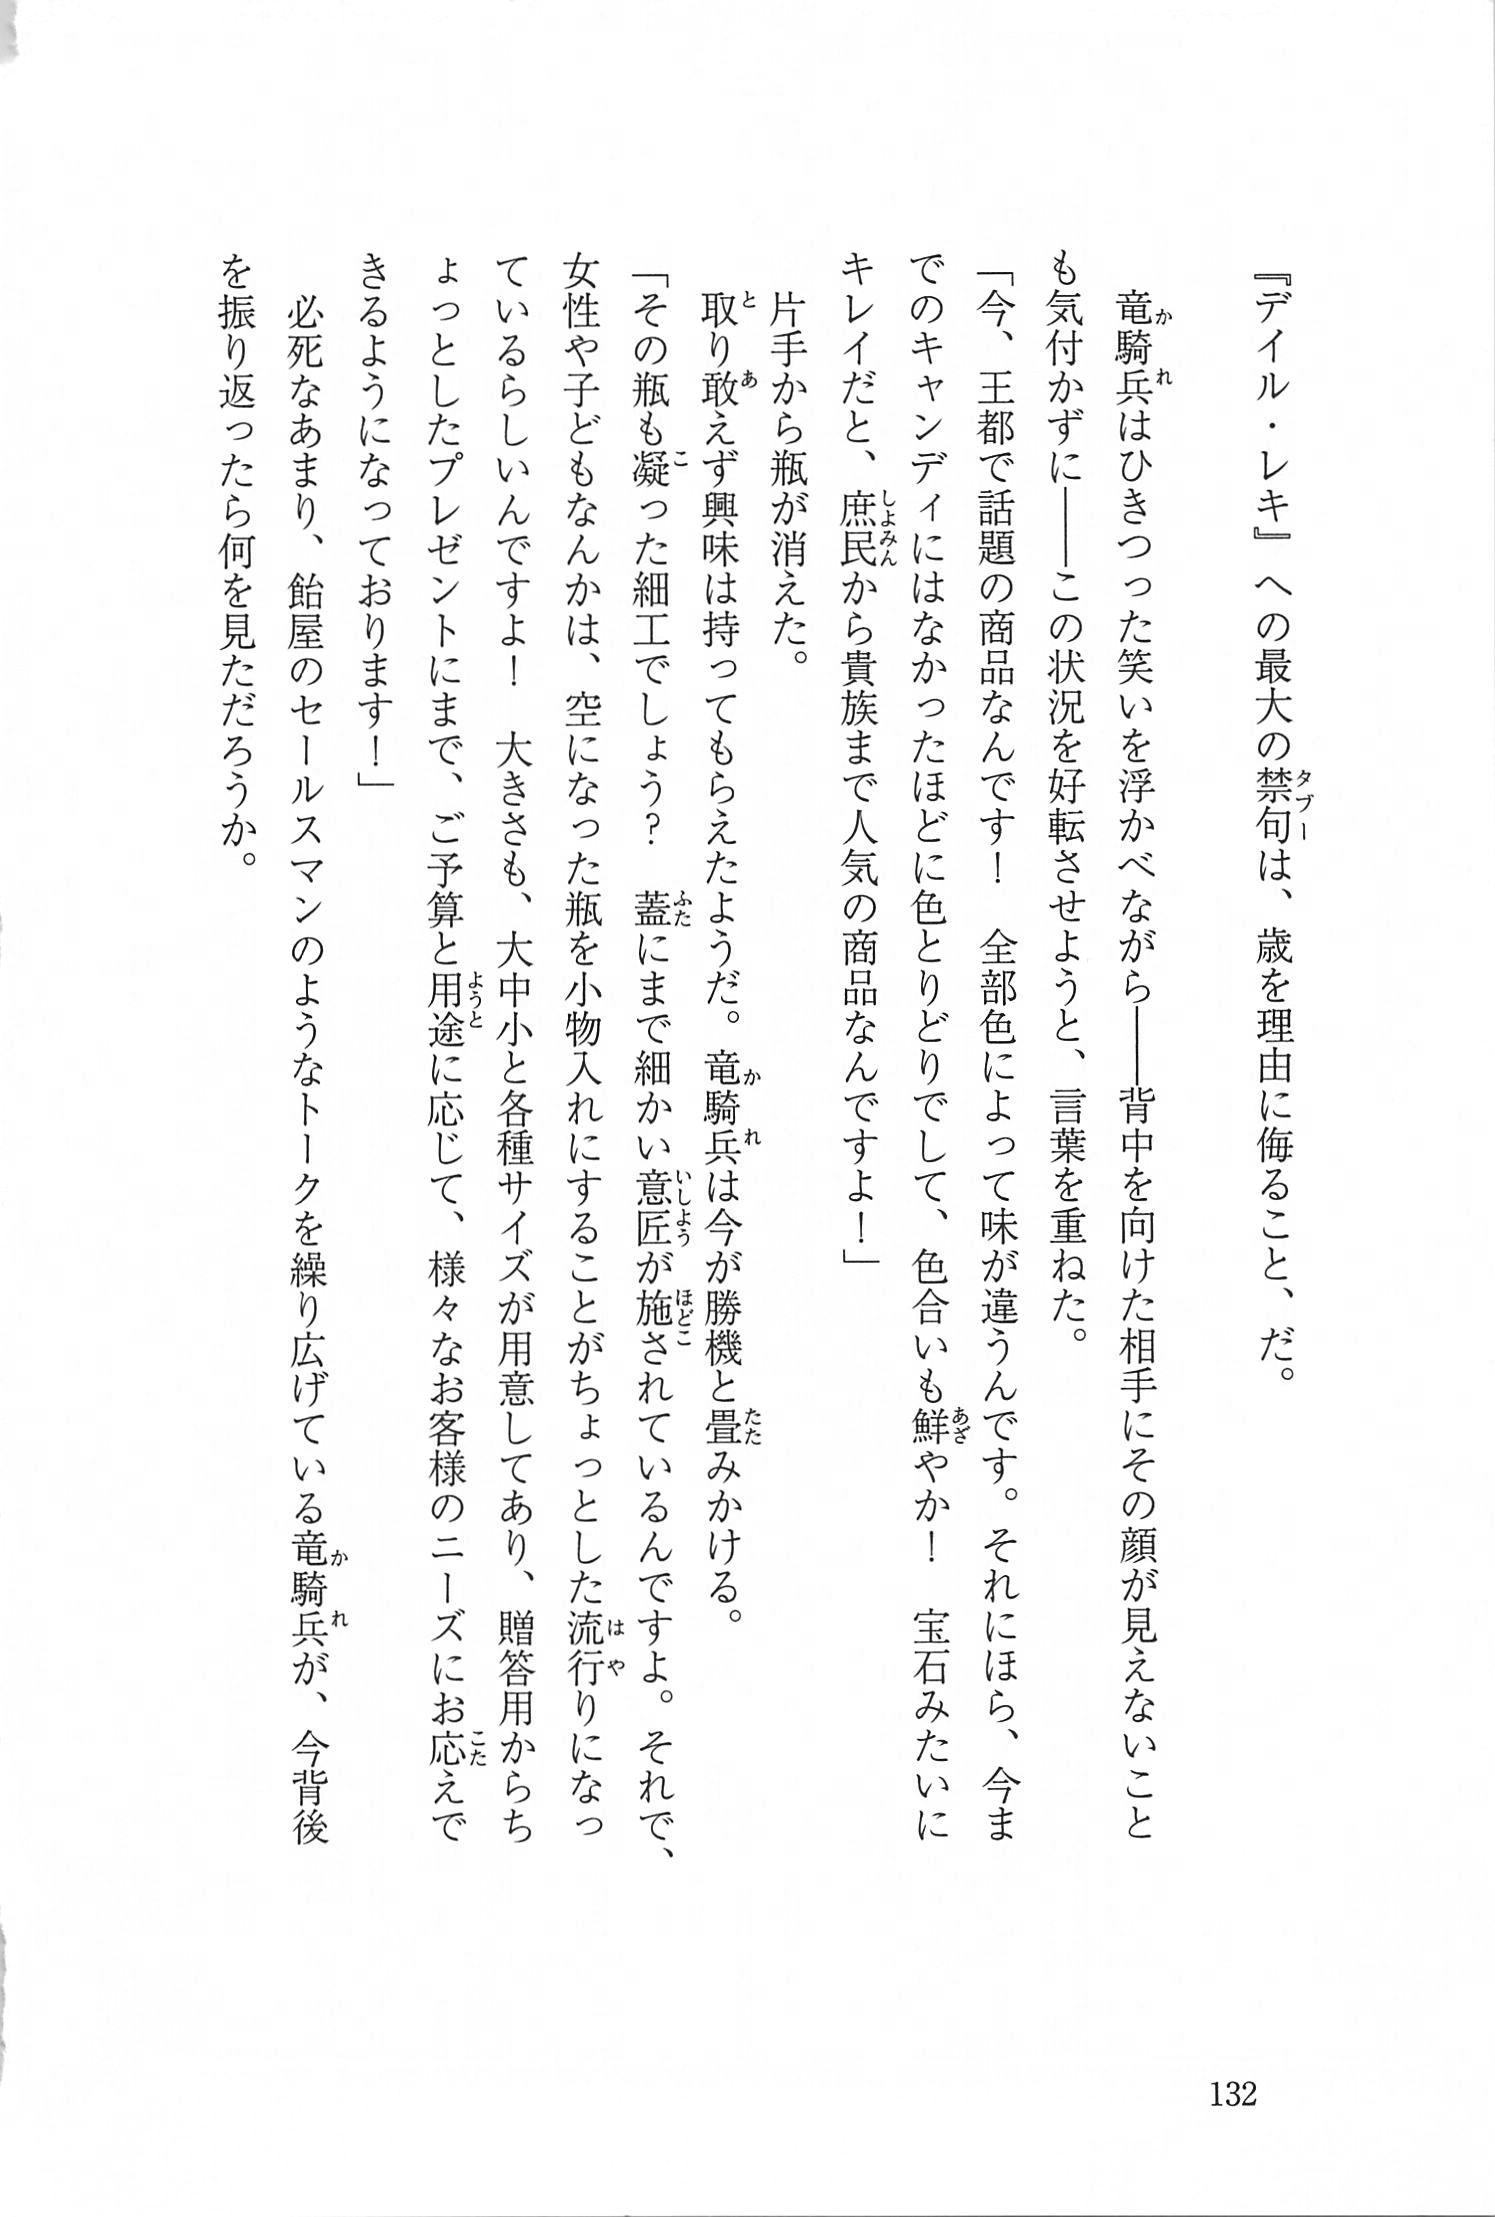 『デイル・レキ』への最大の禁句は、歳を理由に侮ること、だ。
竜騎兵はひきつった笑いを浮かべながら――背中を向けた相手にその顔が見えないこと
も気付かずに――この状況を好転させようと、言葉を重ねた。
「今、王都で話題の商品なんです！　全部色によって味が違うんです。それにほら、今ま
でのキャンディにはなかったほどに色とりどりでして、色合いも鮮やか！　宝石みたいに
キレイだと、庶民から貴族まで人気の商品なんですよ！」
片手から瓶が消えた。
取り敢えず興味は持ってもらえたようだ。竜騎兵は今が勝機と畳みかける。
「その瓶も凝った細工でしょう？　蓋にまで細かい意匠が施されているんですよ。それで、
女性や子どもなんかは、空になった瓶を小物入れにすることがちょっとした流行りになっ
ているらしいんですよ！　大きさも、大中小と各種サイズが用意してあり、贈答用からち
ょっとしたプレゼントにまで、ご予算と用途に応じて、様々なお客様のニーズにお応えで
きるようになっております！」
必死なあまり、飴屋のセールスマンのようなトークを繰り広げている竜騎兵が、今背後
を振り返ったら何を見ただろうか。
132